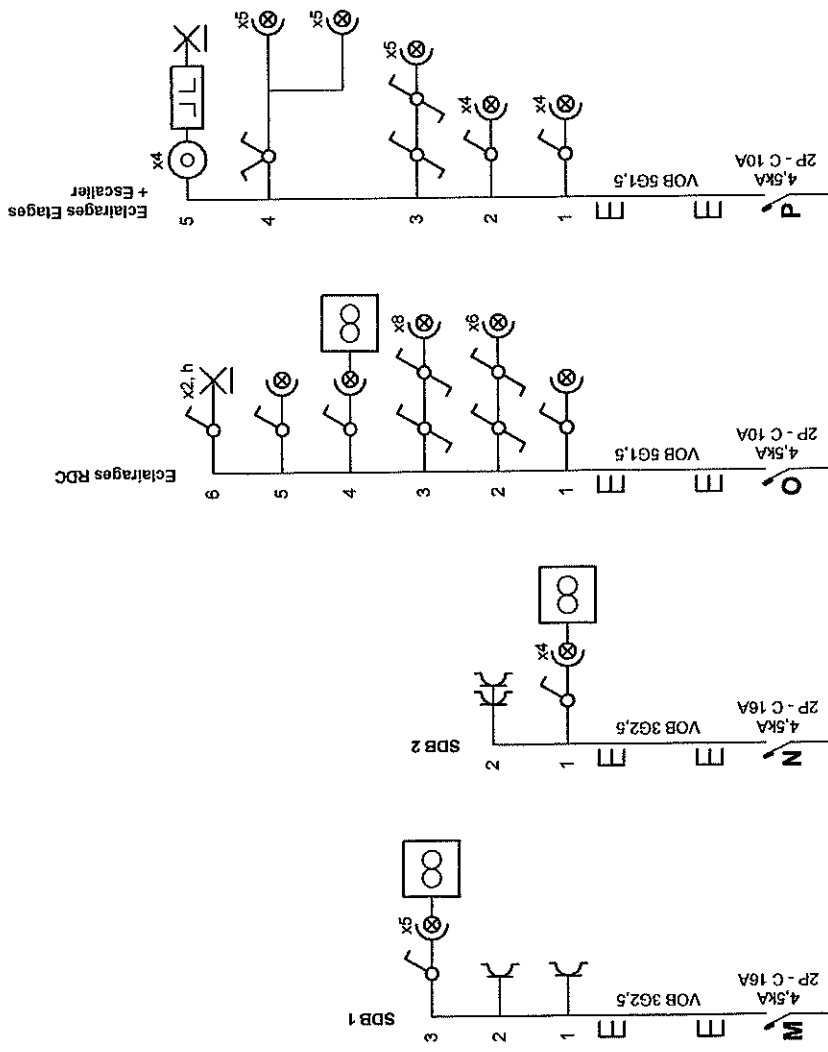 SDB 1
3
x5
2
1
VOB 3G2,5
M
4,5kA
2P - C 16A
SDB 2
2
1
x4
VOB 3G2,5
N
4,5kA
2P - C 16A
Eclairages RDC
6
x2, h
5
4
3
x8
2
x6
1
VOB 5G1,5
O
4,5kA
2P - C 10A
Eclairages Etages
+ Escalier
5
x4
4
x5
x5
3
x5
2
x4
1
x4
VOB 5G1,5
P
4,5kA
2P - C 10A